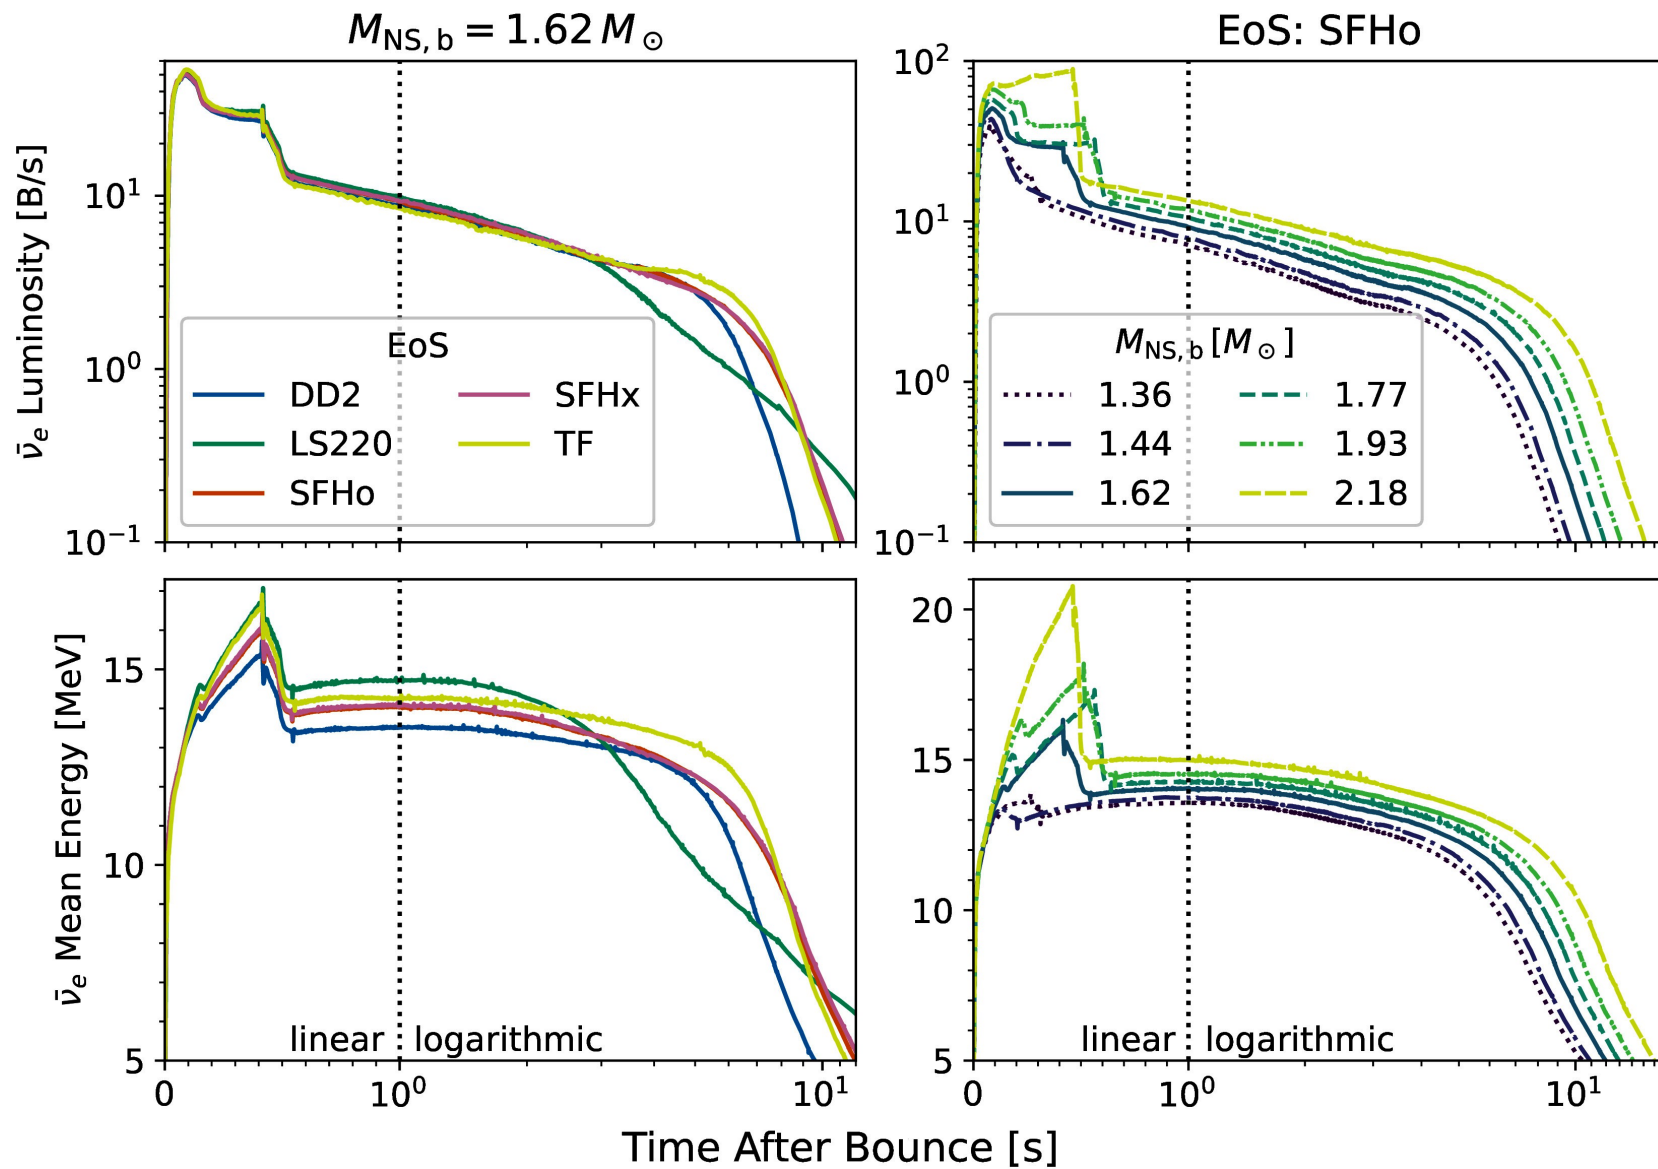 M_NS, b = 1.62 M_⊙
EoS: SFHo
ν̄_e Luminosity [B/s]
10^1
10^0
10^−1
EoS
DD2
LS220
SFHo
SFHx
TF
10^2
10^1
10^0
10^−1
M_NS, b [M_⊙]
1.36
1.44
1.62
1.77
1.93
2.18
ν̄_e Mean Energy [MeV]
15
10
5
linear
logarithmic
0
10^0
10^1
20
15
10
5
linear
logarithmic
0
10^0
10^1
Time After Bounce [s]